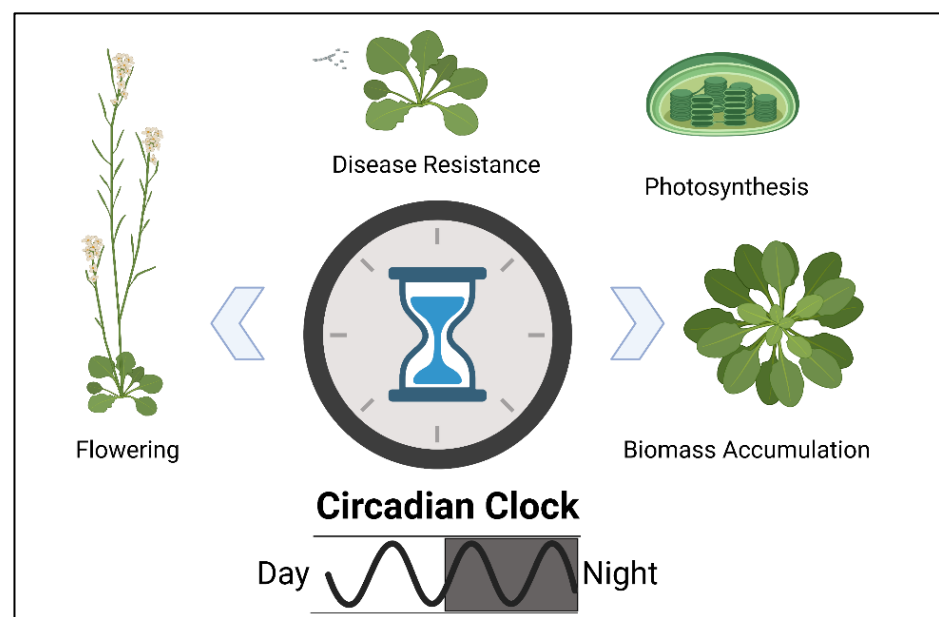 Disease Resistance
Photosynthesis
Flowering
Biomass Accumulation
Circadian Clock
Day
Night